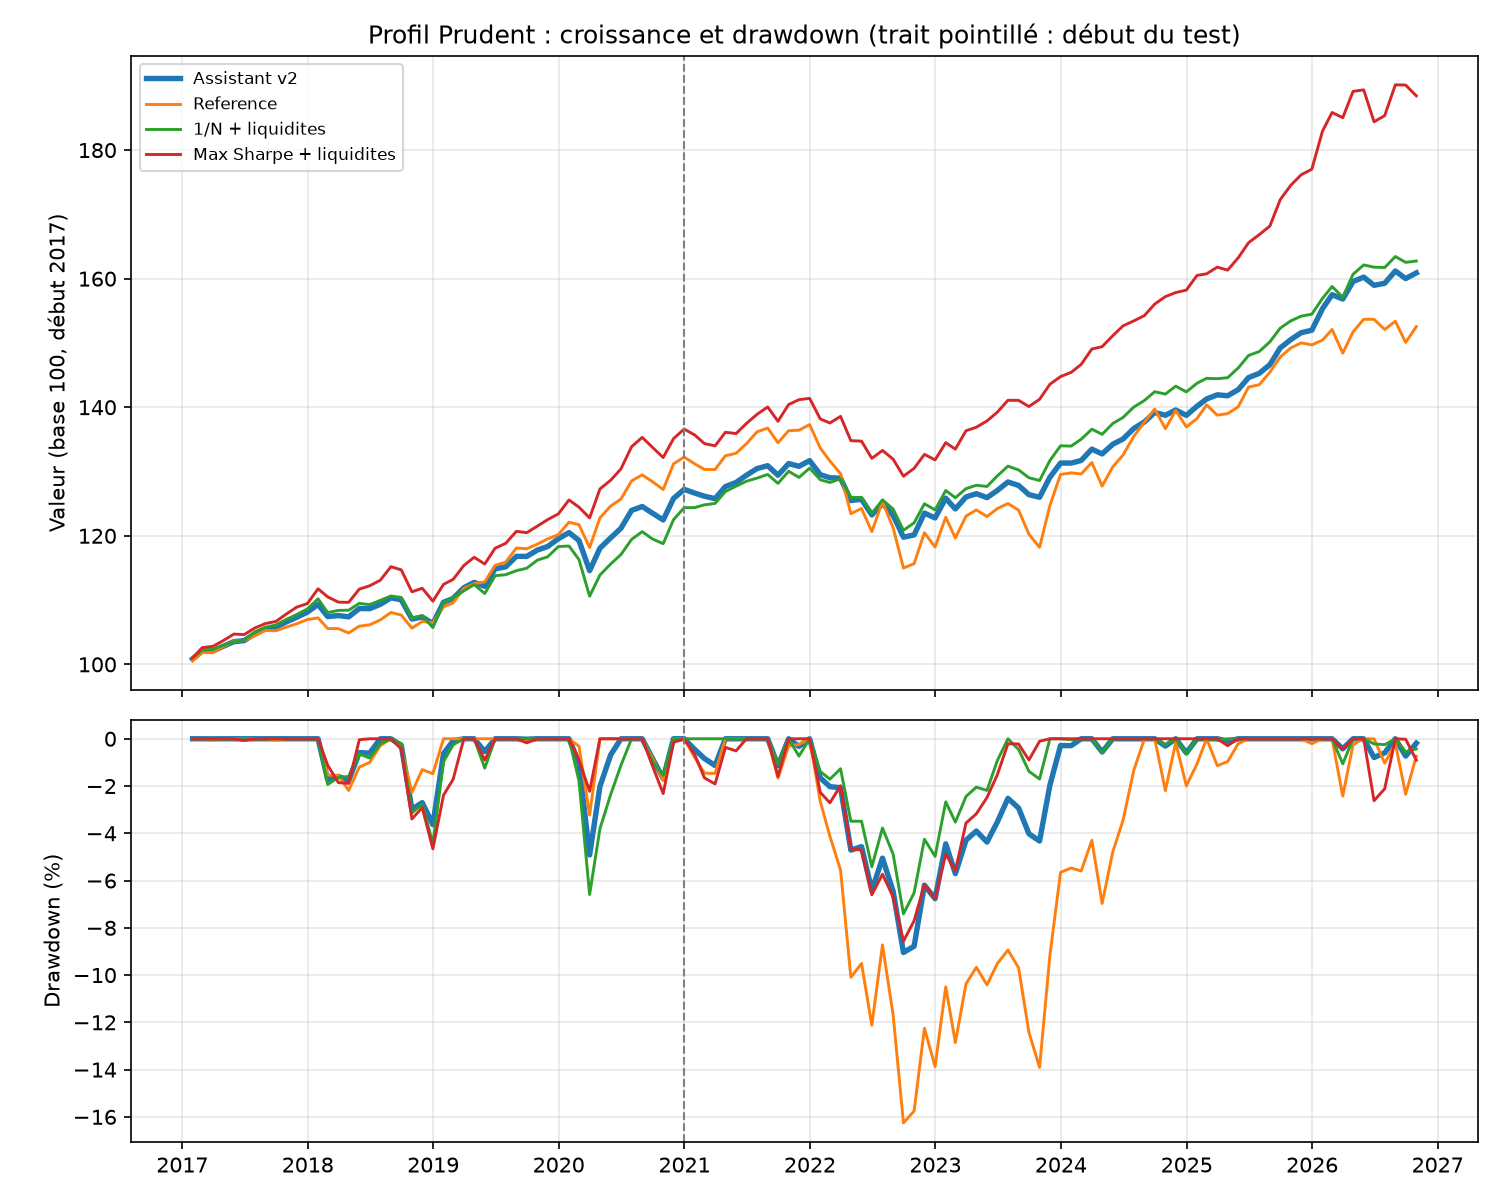 Profil Prudent : croissance et drawdown (trait pointillé : début du test)
Assistant v2
Reference
1/N + liquidites
Max Sharpe + liquidites
Valeur (base 100, début 2017)
180
160
140
120
100
Drawdown (%)
0
−2
−4
−6
−8
−10
−12
−14
−16
2017 2018 2019 2020 2021 2022 2023 2024 2025 2026 2027